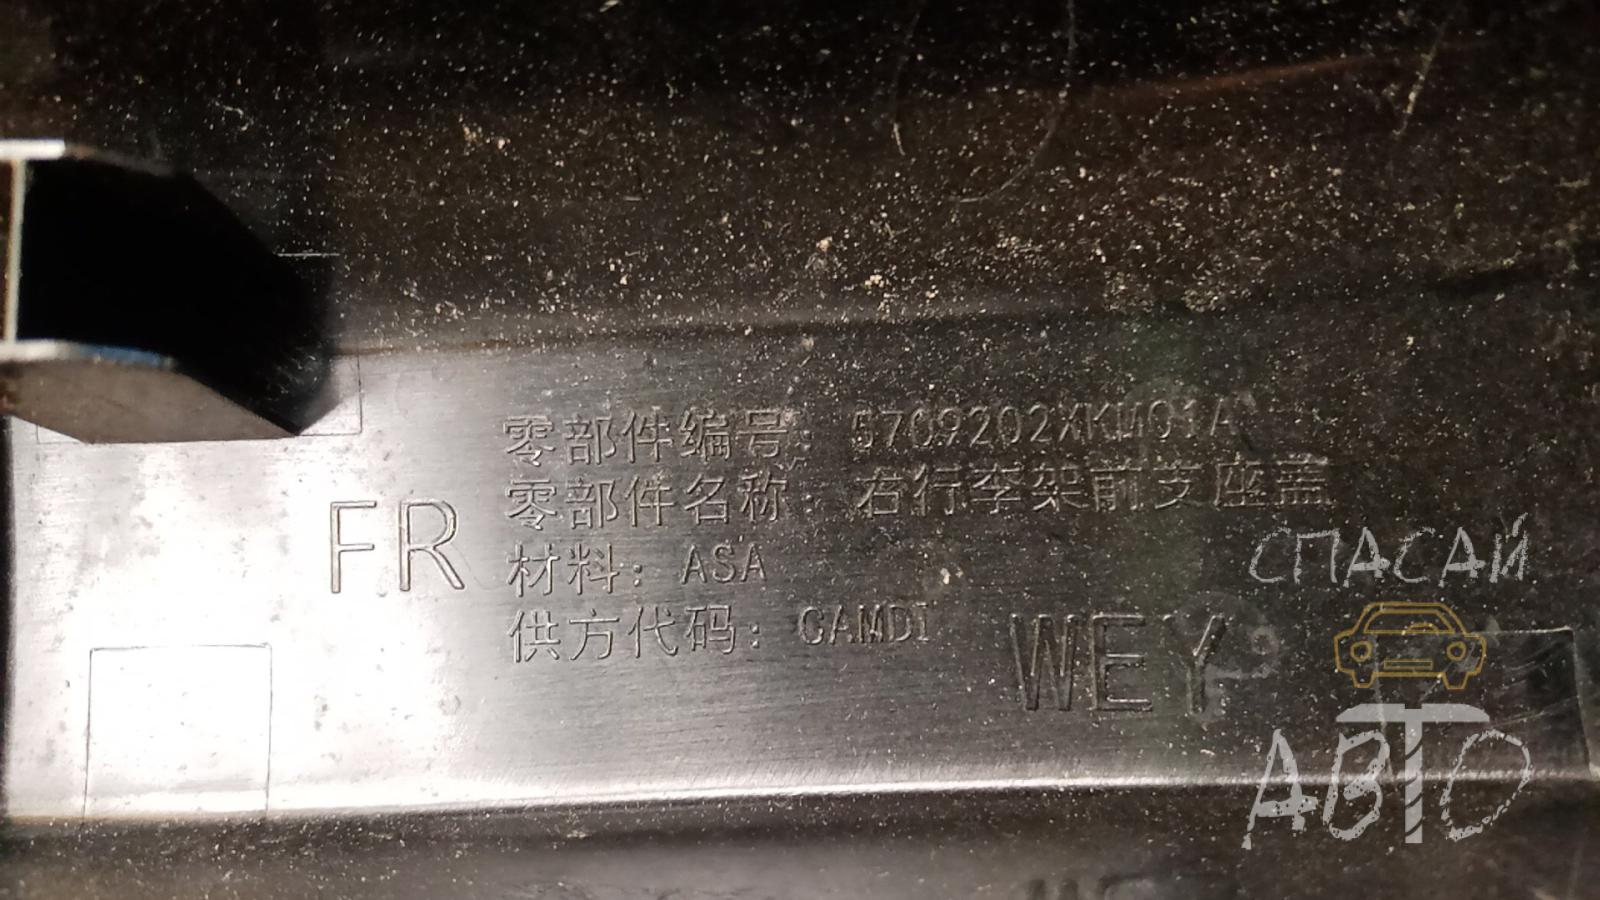 零部件编号: 5709202XKM01A
零部件名称: 右行李架前支座盖
FR
材料: ASA
供方代码: CAMDT
WEY
СПАСАЙ
АВТО